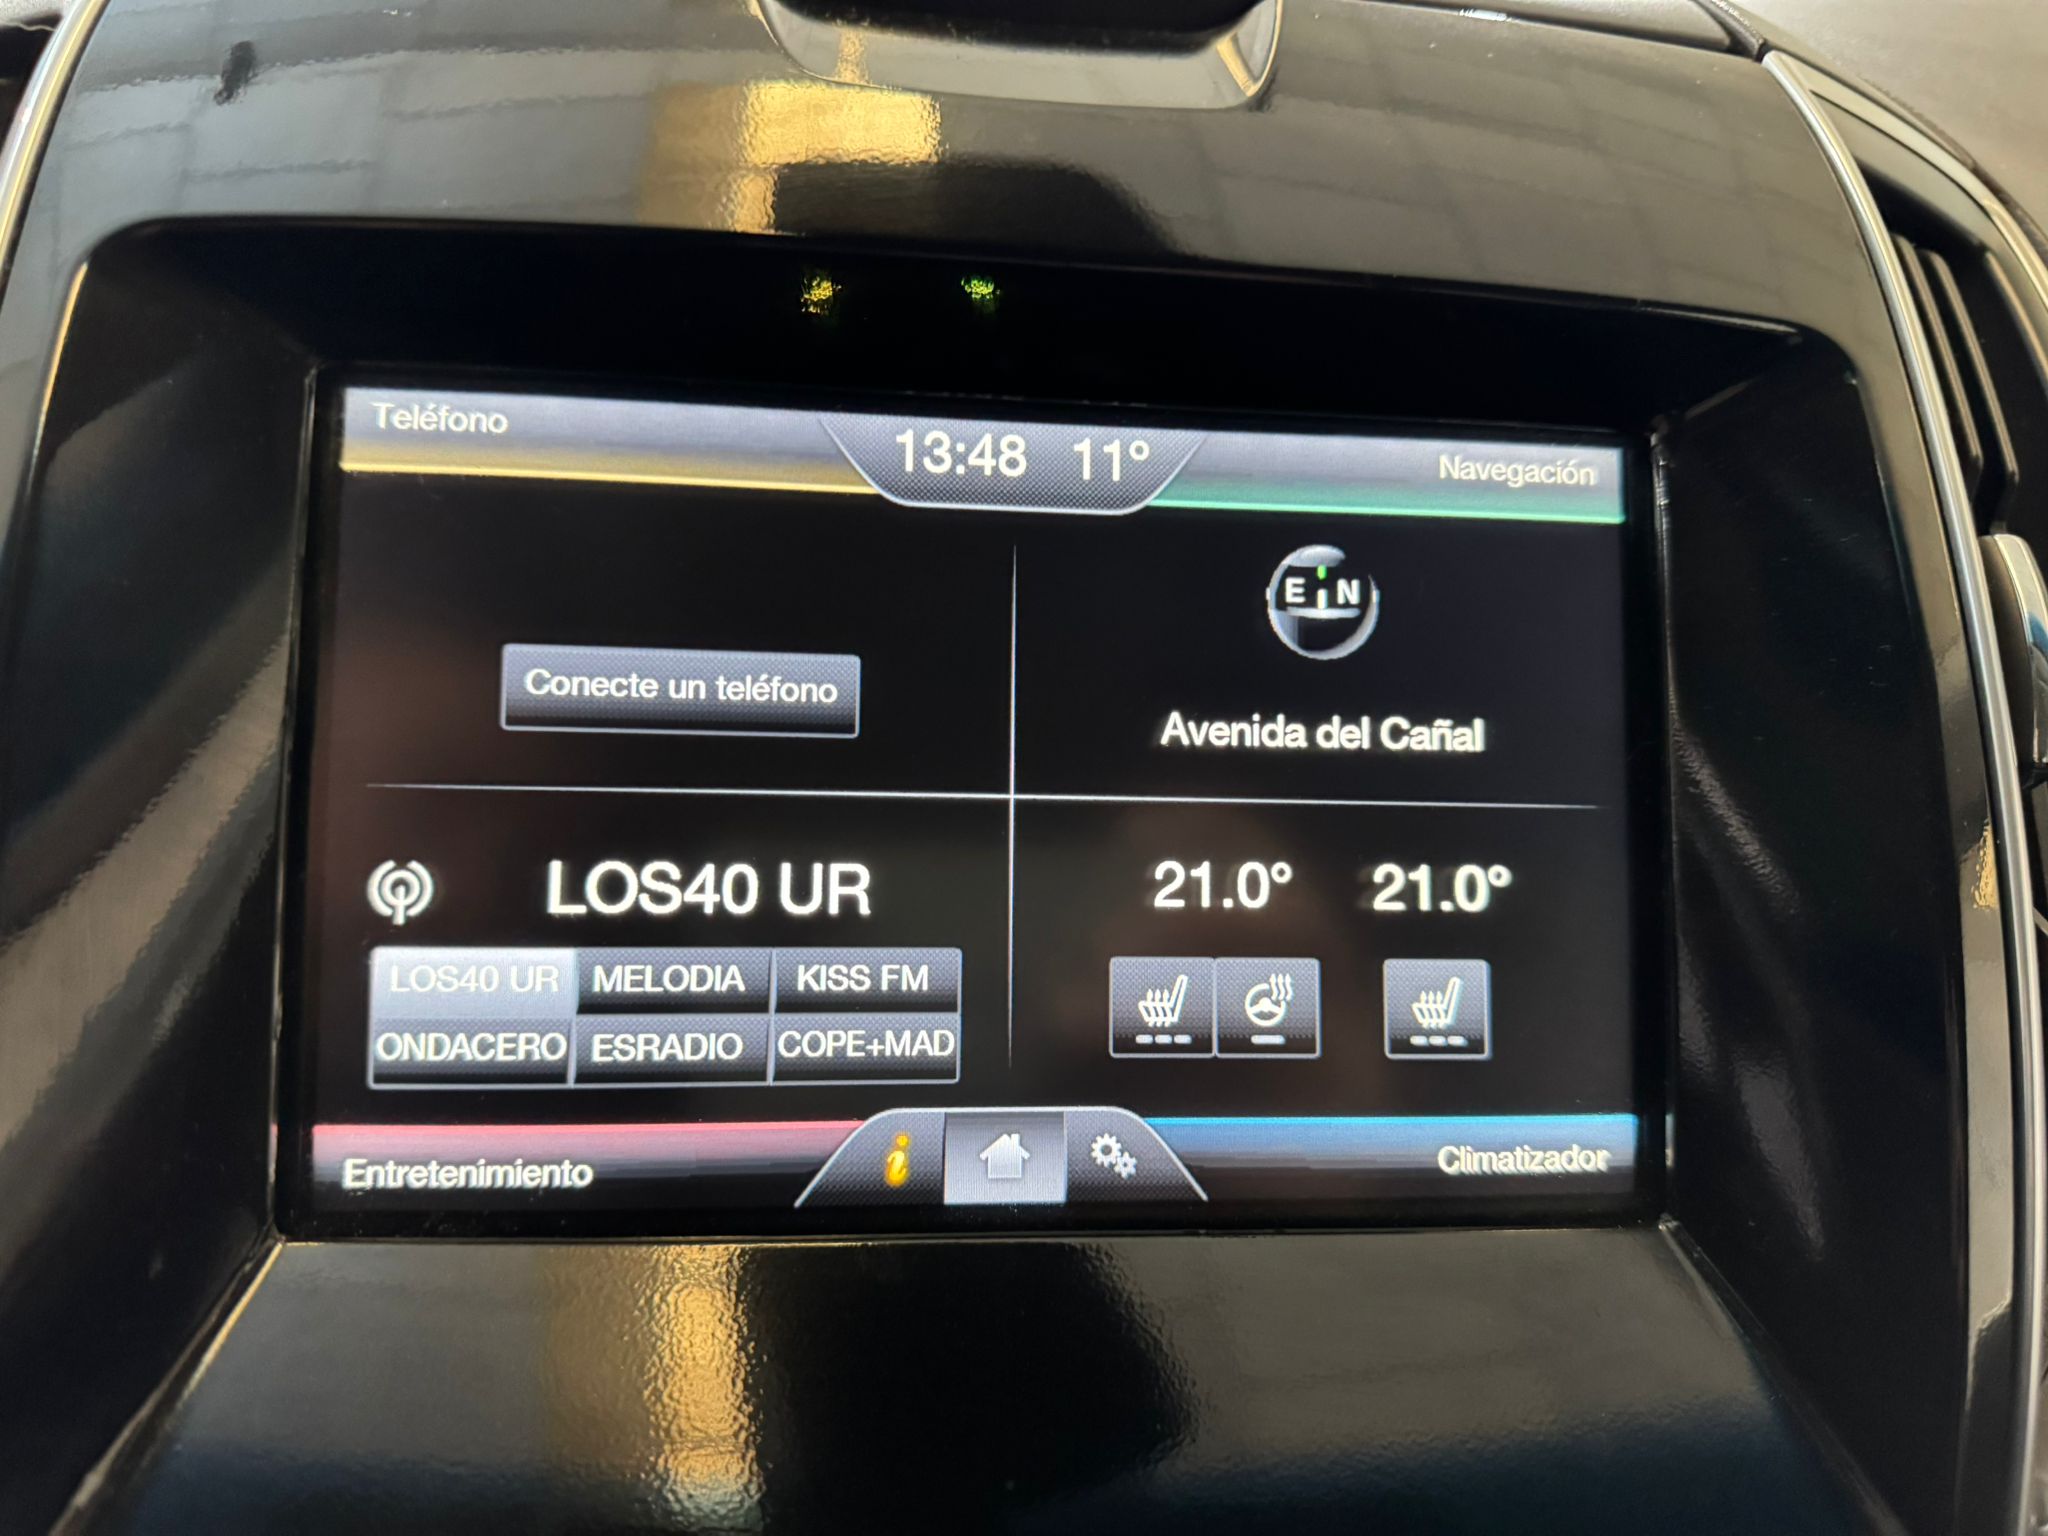 Teléfono
13:48 11°
Navegación
E N
Conecte un teléfono
Avenida del Cañal
LOS40 UR
21.0° 21.0°
LOS40 UR MELODIA KISS FM
ONDACERO ESRADIO COPE+MAD
Entretenimiento
i
Climatizador